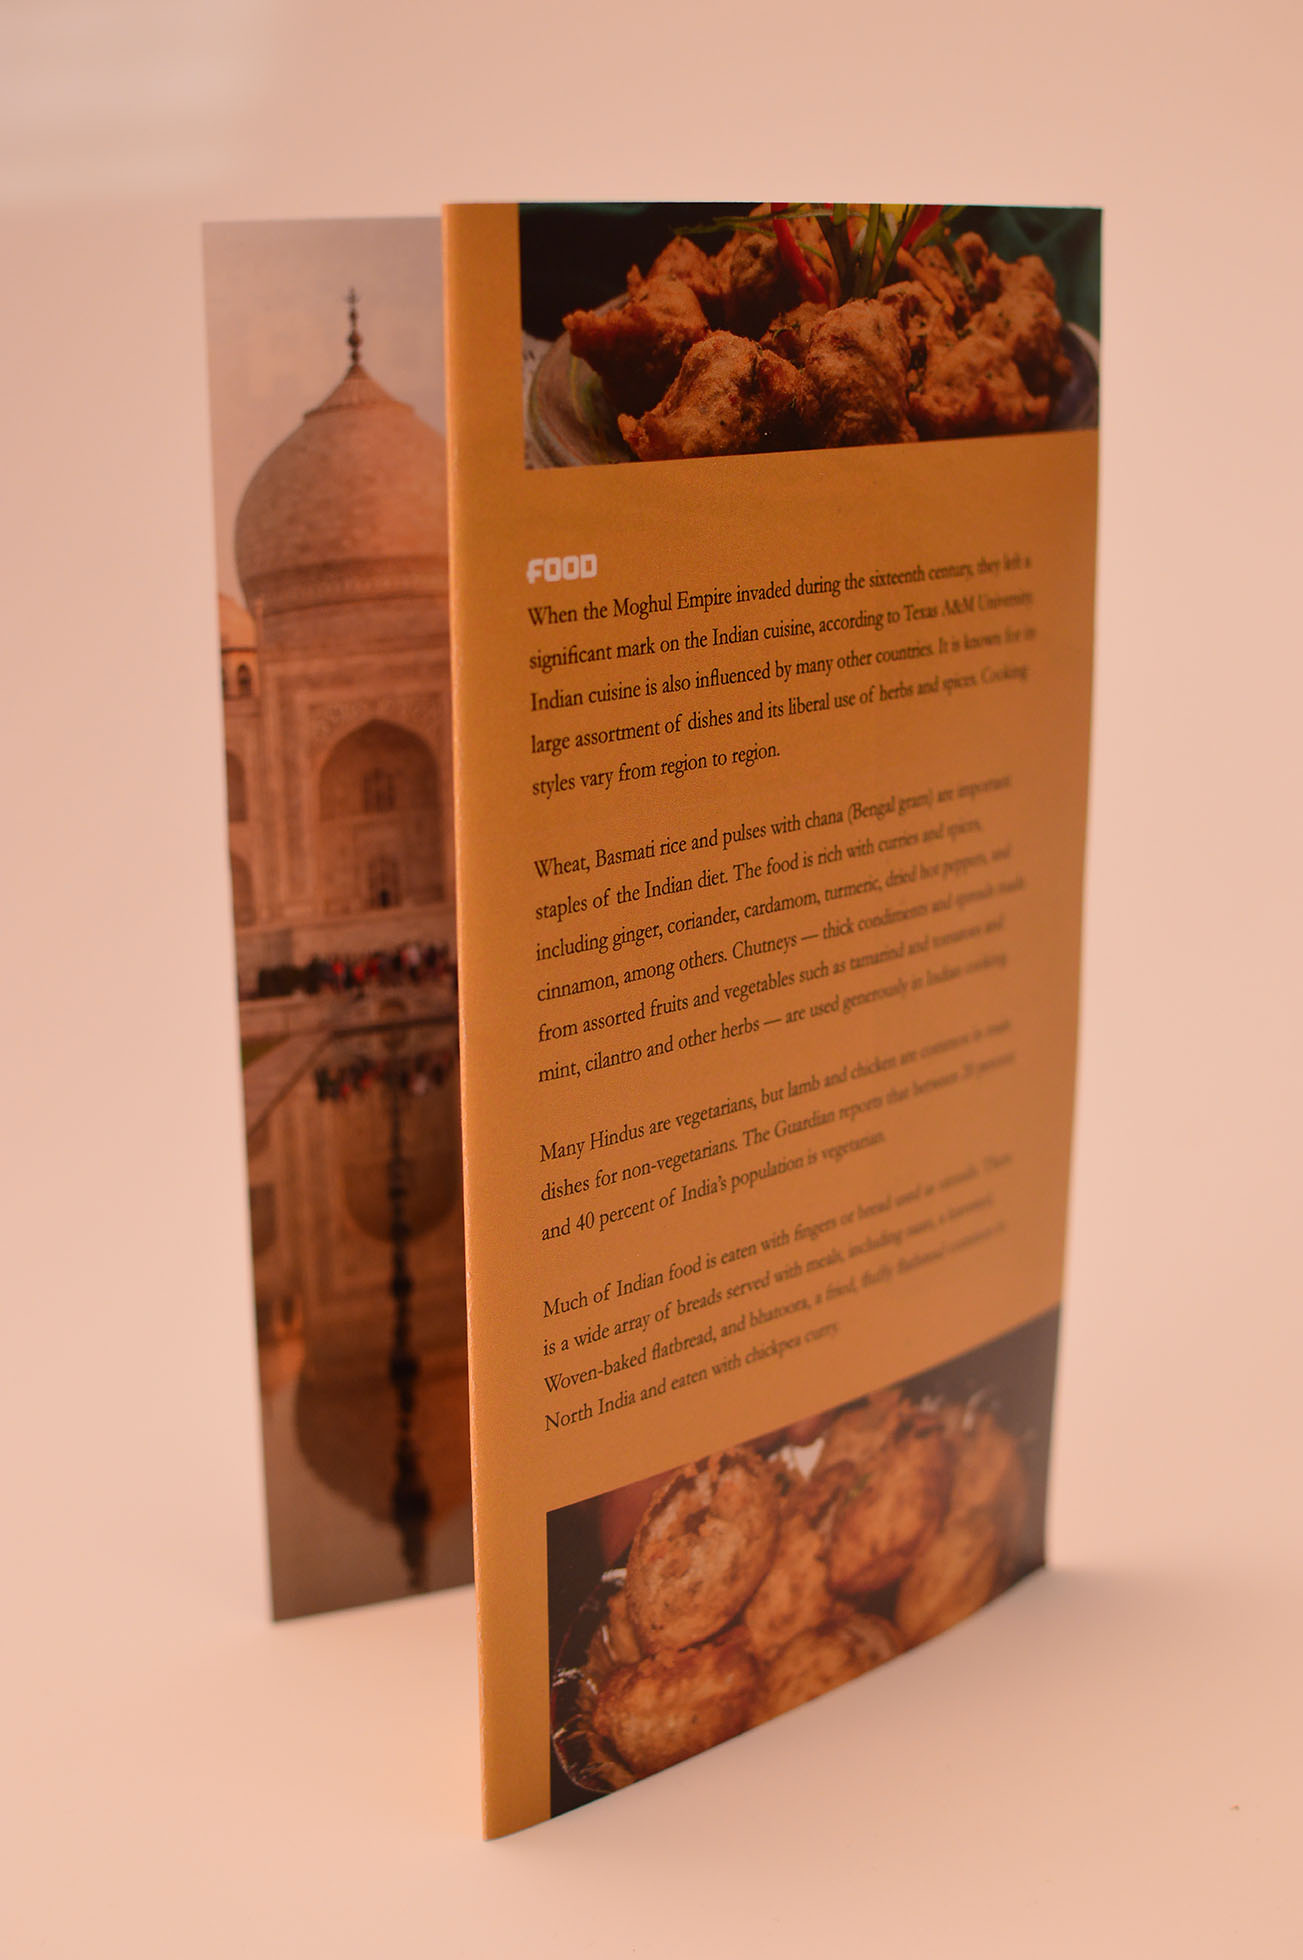 FOOD
When the Moghul Empire invaded during the sixteenth century, they left a
significant mark on the Indian cuisine, according to Texas A&M University
Indian cuisine is also influenced by many other countries. It is known for its
large assortment of dishes and its liberal use of herbs and spices. Cooking
styles vary from region to region.
Wheat, Basmati rice and pulses with chana (Bengal gram) are important
staples of the Indian diet. The food is rich with curries and spices,
including ginger, coriander, cardamom, turmeric, dried hot peppers, and
cinnamon, among others. Chutneys — thick condiments and spreads made
from assorted fruits and vegetables such as tamarind and tomatoes and
mint, cilantro and other herbs — are used generously in Indian cooking.
Many Hindus are vegetarians, but lamb and chicken are common in main
dishes for non-vegetarians. The Guardian reports that between 20 percent
and 40 percent of India's population is vegetarian.
Much of Indian food is eaten with fingers or bread used as utensils. There
is a wide array of breads served with meals, including naan, a leavened,
Woven-baked flatbread, and bhatoora, a fried, fluffy flatbread common in
North India and eaten with chickpea curry.